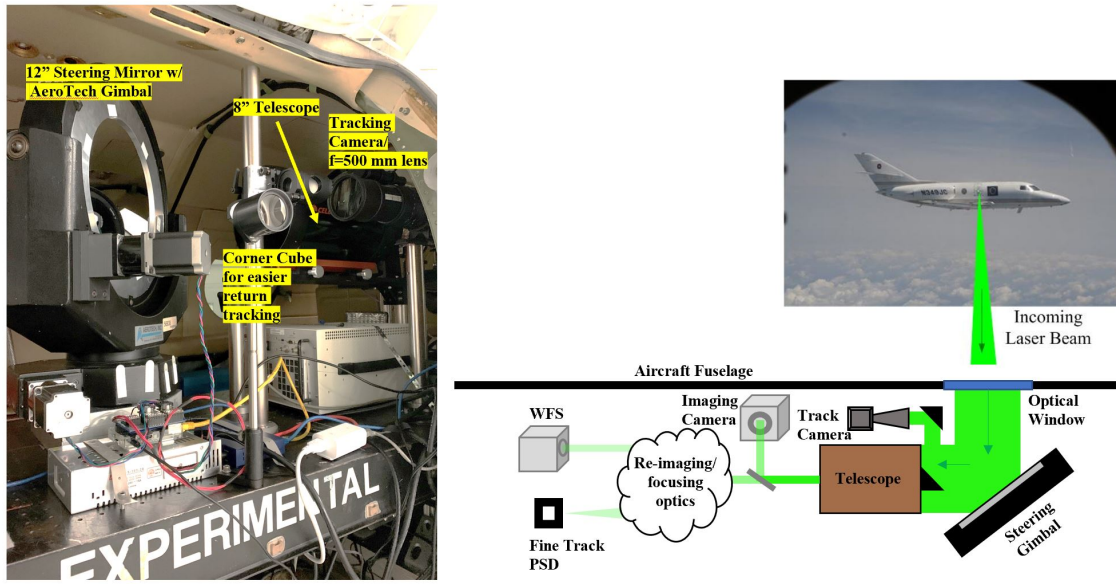 12” Steering Mirror w/
AeroTech Gimbal
8” Telescope
Tracking
Camera/
f=500 mm lens
Corner Cube
for easier
return
tracking
EXPERIMENTAL
N349JC
Incoming
Laser Beam
Aircraft Fuselage
Optical
Window
Imaging
Camera
WFS
Track
Camera
Re-imaging/
focusing
optics
Telescope
Steering
Gimbal
Fine Track
PSD